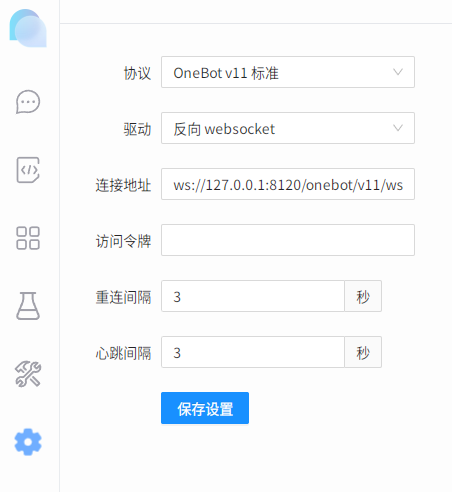 协议 OneBot v11 标准
驱动 反向 websocket
连接地址 ws://127.0.0.1:8120/onebot/v11/ws
访问令牌
重连间隔 3 秒
心跳间隔 3 秒
保存设置